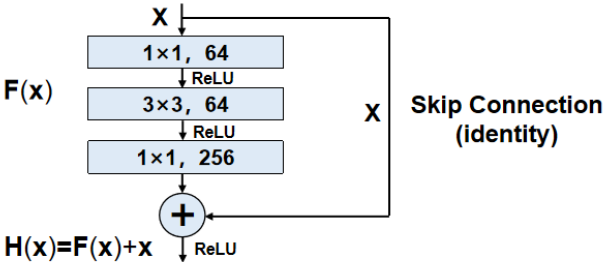 X
1×1, 64
ReLU
F(x)
3×3, 64
ReLU
X
Skip Connection
(identity)
1×1, 256
+
H(x)=F(x)+x
ReLU